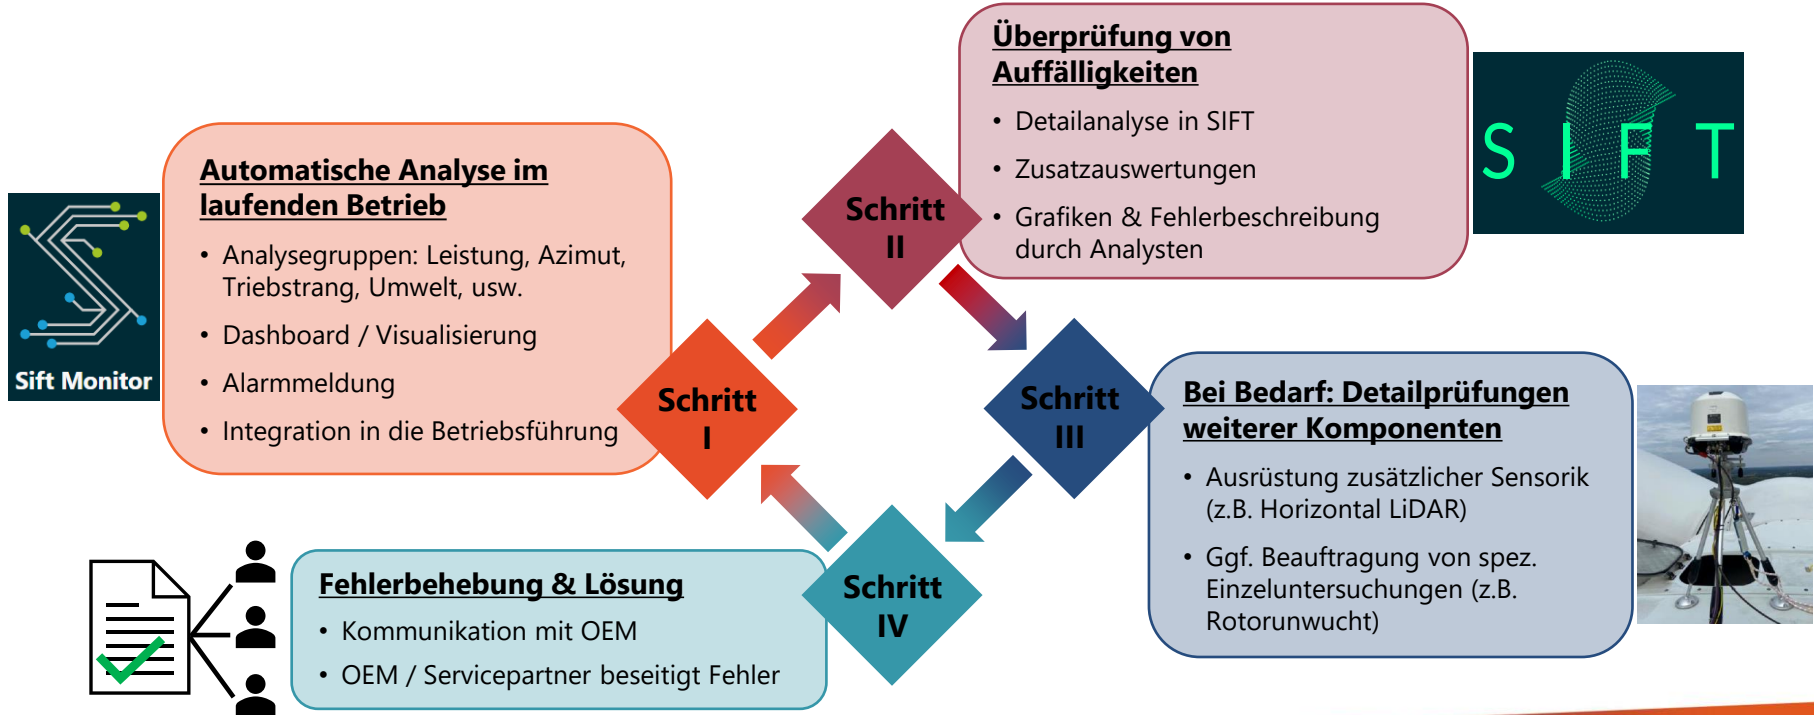 Automatische Analyse im
laufenden Betrieb
• Analysegruppen: Leistung, Azimut,
Triebstrang, Umwelt, usw.
• Dashboard / Visualisierung
• Alarmmeldung
• Integration in die Betriebsführung
Sift Monitor
Schritt
I
Überprüfung von
Auffälligkeiten
• Detailanalyse in SIFT
• Zusatzauswertungen
• Grafiken & Fehlerbeschreibung
durch Analysten
SIFT
Schritt
II
Bei Bedarf: Detailprüfungen
weiterer Komponenten
• Ausrüstung zusätzlicher Sensorik
(z.B. Horizontal LiDAR)
• Ggf. Beauftragung von spez.
Einzeluntersuchungen (z.B.
Rotorunwucht)
Schritt
III
Fehlerbehebung & Lösung
• Kommunikation mit OEM
• OEM / Servicepartner beseitigt Fehler
Schritt
IV